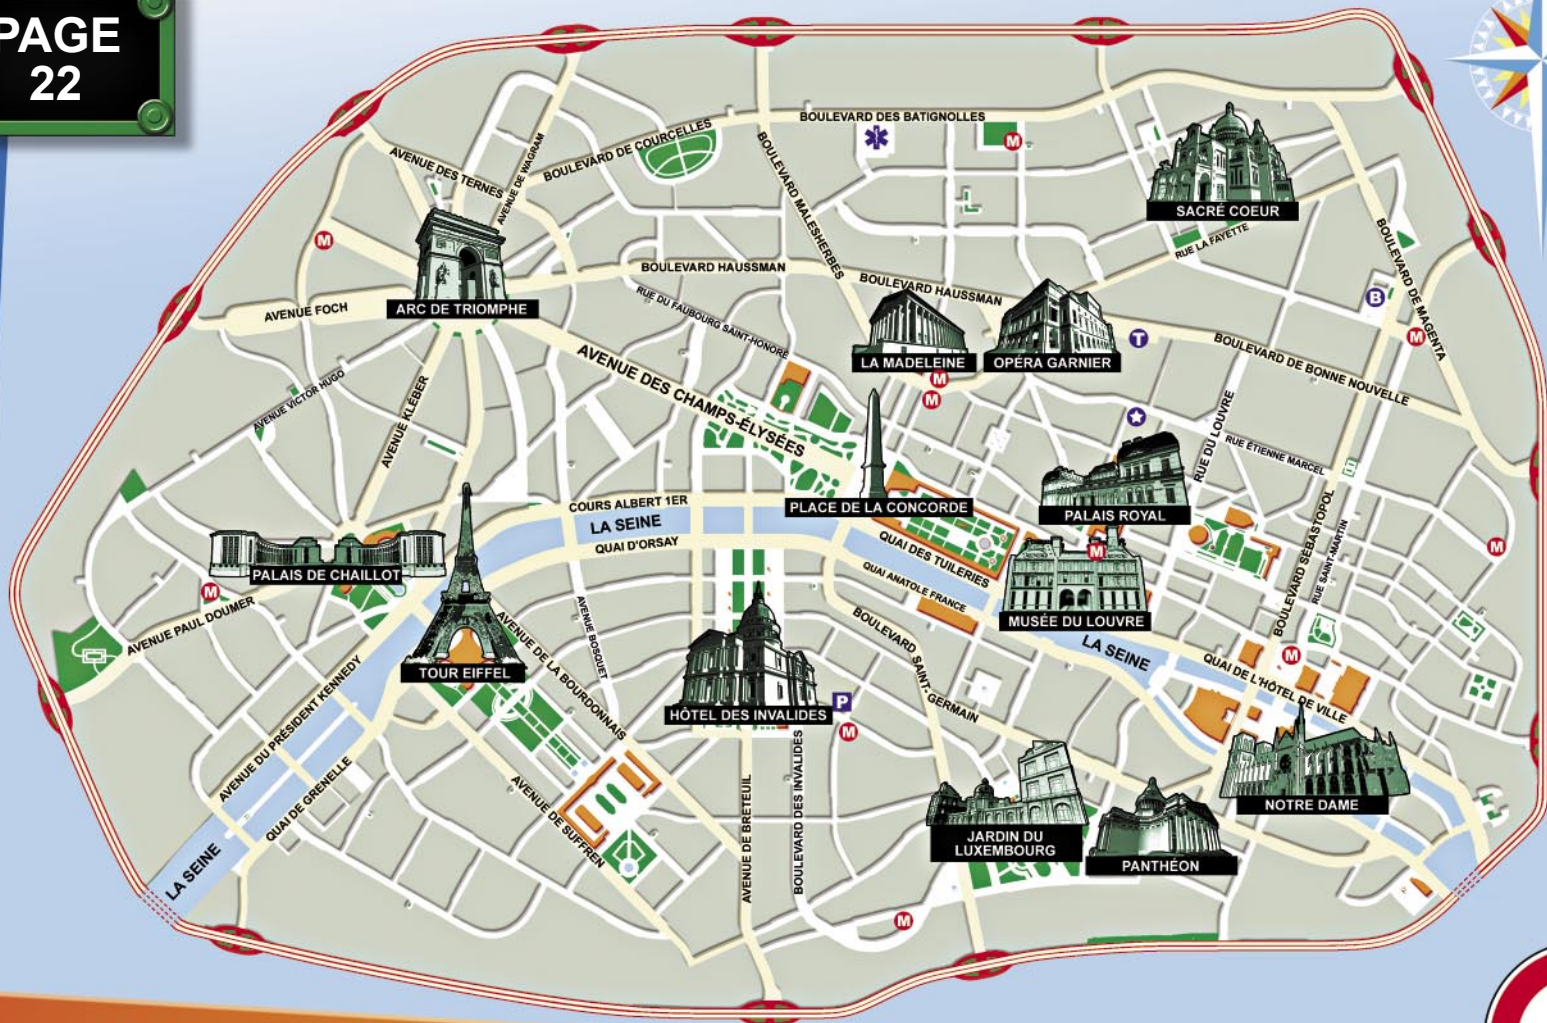 PAGE
22
BOULEVARD DES BATIGNOLLES
BOULEVARD DE COURCELLES
AVENUE DES TERNES
AVENUE DE WAGRAM
BOULEVARD MALESHERBES
M
M
SACRÉ COEUR
RUE LA FAYETTE
BOULEVARD DE MAGENTA
BOULEVARD HAUSSMAN
BOULEVARD HAUSSMAN
RUE DU FAUBOURG SAINT-HONORÉ
AVENUE FOCH
ARC DE TRIOMPHE
B
M
T
LA MADELEINE
OPÉRA GARNIER
M
M
BOULEVARD DE BONNE NOUVELLE
AVENUE DES CHAMPS-ÉLYSÉES
AVENUE VICTOR HUGO
AVENUE KLÉBER
RUE DU LOUVRE
RUE ÉTIENNE MARCEL
PLACE DE LA CONCORDE
PALAIS ROYAL
COURS ALBERT 1ER
LA SEINE
QUAI D'ORSAY
QUAI DES TUILERIES
QUAI ANATOLE FRANCE
BOULEVARD SÉBASTOPOL
RUE SAINT-MARTIN
M
M
PALAIS DE CHAILLOT
M
AVENUE PAUL DOUMER
MUSÉE DU LOUVRE
LA SEINE
AVENUE BOSQUET
AVENUE DE LA BOURDONNAIS
BOULEVARD SAINT-GERMAIN
M
QUAI DE L'HÔTEL DE VILLE
TOUR EIFFEL
HÔTEL DES INVALIDES
P
M
AVENUE DU PRÉSIDENT KENNEDY
QUAI DE GRENELLE
AVENUE DE SUFFREN
AVENUE DE BRETEUIL
BOULEVARD DES INVALIDES
NOTRE DAME
JARDIN DU
LUXEMBOURG
PANTHÉON
LA SEINE
M